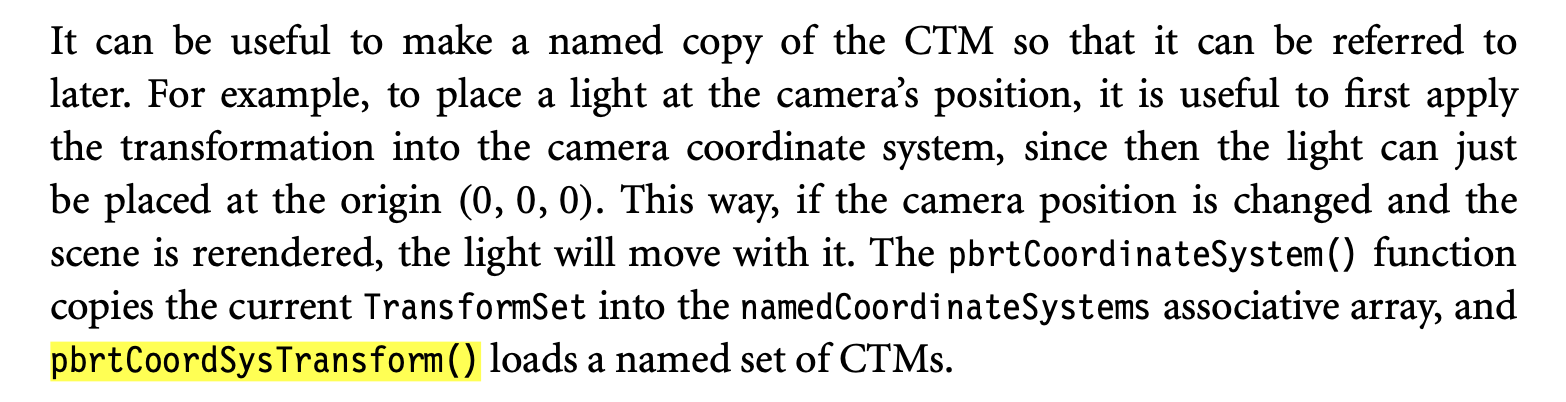 It can be useful to make a named copy of the CTM so that it can be referred to
later. For example, to place a light at the camera’s position, it is useful to first apply
the transformation into the camera coordinate system, since then the light can just
be placed at the origin (0, 0, 0). This way, if the camera position is changed and the
scene is rerendered, the light will move with it. The pbrtCoordinateSystem() function
copies the current TransformSet into the namedCoordinateSystems associative array, and
pbrtCoordSysTransform() loads a named set of CTMs.